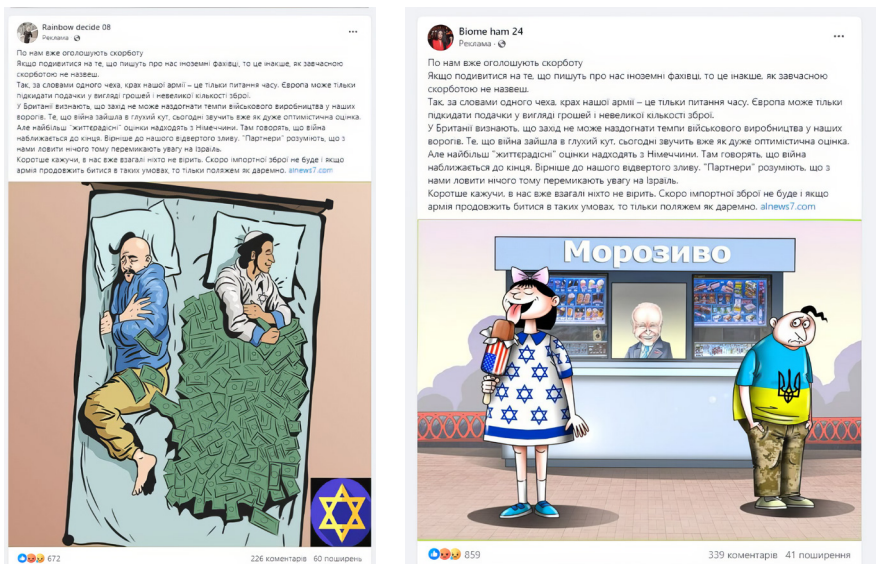 Rainbow decide 08
Реклама
По нам вже оголошують скорботу
Якщо подивитися на те, що пишуть про нас іноземні фахівці, то це інакше, як завчасною
скорботою не назвеш.
Так, за словами одного чеха, крах нашої армії – це тільки питання часу. Європа може тільки
підкидати подачки у вигляді грошей і невеликої кількості зброї.
У Британії визнають, що захід не може наздогнати темпи військового виробництва у наших
ворогів. Те, що війна зайшла в глухий кут, сьогодні звучить вже як дуже оптимістична оцінка.
Але найбільш "життєрадісні" оцінки надходять з Німеччини. Там говорять, що війна
наближається до кінця. Вірніше до нашого відвертого зливу. "Партнери" розуміють, що з
нами ловити нічого тому перемикають увагу на Ізраїль.
Коротше кажучи, в нас вже взагалі ніхто не вірить. Скоро імпортної зброї не буде і якщо
армія продовжить битися в таких умовах, то тільки поляжем як даремно. alnews7.com
672
226 коментарів 60 поширень
Biome ham 24
Реклама
По нам вже оголошують скорботу
Якщо подивитися на те, що пишуть про нас іноземні фахівці, то це інакше, як завчасною
скорботою не назвеш.
Так, за словами одного чеха, крах нашої армії – це тільки питання часу. Європа може тільки
підкидати подачки у вигляді грошей і невеликої кількості зброї.
У Британії визнають, що захід не може наздогнати темпи військового виробництва у наших
ворогів. Те, що війна зайшла в глухий кут, сьогодні звучить вже як дуже оптимістична оцінка.
Але найбільш "життєрадісні" оцінки надходять з Німеччини. Там говорять, що війна
наближається до кінця. Вірніше до нашого відвертого зливу. "Партнери" розуміють, що з
нами ловити нічого тому перемикають увагу на Ізраїль.
Коротше кажучи, в нас вже взагалі ніхто не вірить. Скоро імпортної зброї не буде і якщо
армія продовжить битися в таких умовах, то тільки поляжем як даремно. alnews7.com
Морозиво
859
339 коментарів 41 поширення